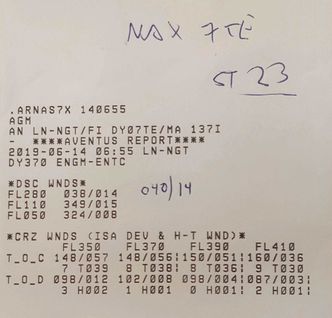 NAX 7TE
ST 23
.ARNAS7X 140655
AGM
AN LN-NGT/FI DY07TE/MA 137I
- ****AVENTUS REPORT****
2019-06-14 06:55 LN-NGT
DY370 ENGM-ENTC
*DSC WNDS*
FL280 038/014
FL110 349/015
FL050 324/008
040/14
*CRZ WNDS (ISA DEV & H-T WND)*
FL350 FL370 FL390 FL410
T_O_C 148/057 148/056|150/051|160/036
7 T039 8 T038| 8 T036| 9 T030
T_O_D 098/012 102/008 098/004|087/003|
3 H002 1 H001 0 H001| 2 H001|